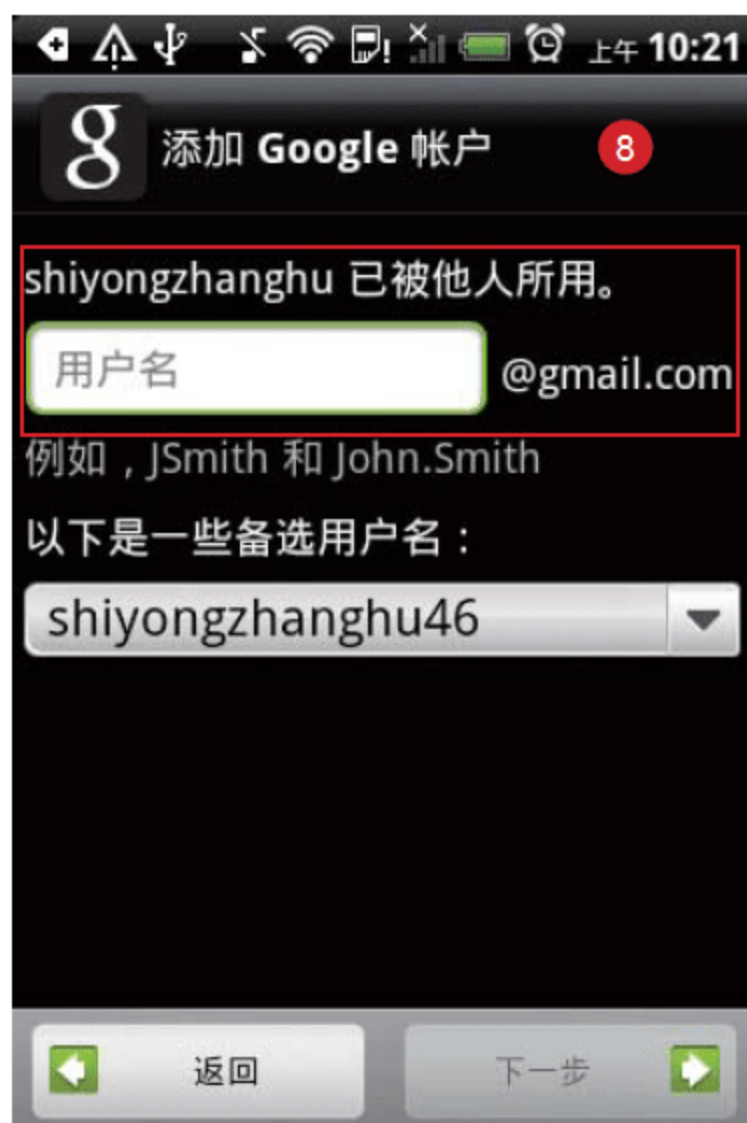 上午 10:21
g 添加 Google 帐户 8
shiyongzhanghu 已被他人所用。
用户名 @gmail.com
例如，JSmith 和 John.Smith
以下是一些备选用户名：
shiyongzhanghu46
返回 下一步